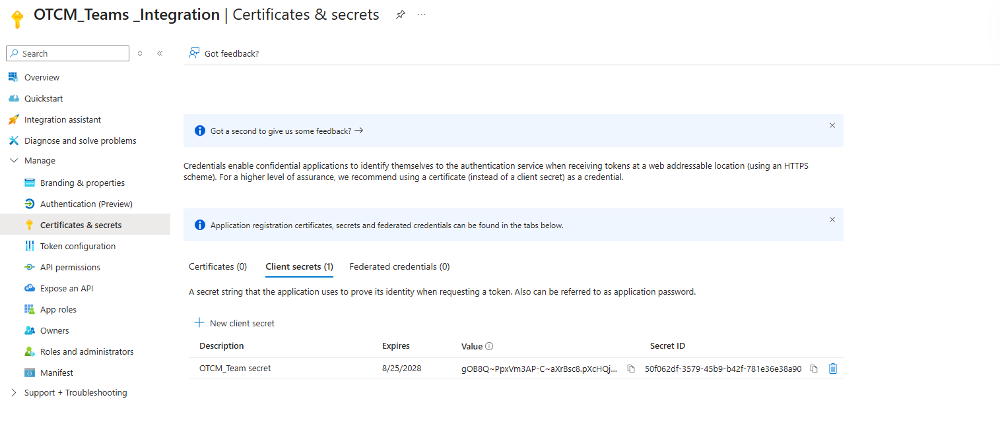 OTCM_Teams _Integration | Certificates & secrets
Search
Got feedback?
Overview
Quickstart
Integration assistant
Diagnose and solve problems
Manage
Branding & properties
Authentication (Preview)
Certificates & secrets
Token configuration
API permissions
Expose an API
App roles
Owners
Roles and administrators
Manifest
Support + Troubleshooting
Got a second to give us some feedback?
Credentials enable confidential applications to identify themselves to the authentication service when receiving tokens at a web addressable location (using an HTTPS
scheme). For a higher level of assurance, we recommend using a certificate (instead of a client secret) as a credential.
Application registration certificates, secrets and federated credentials can be found in the tabs below.
Certificates (0) Client secrets (1) Federated credentials (0)
A secret string that the application uses to prove its identity when requesting a token. Also can be referred to as application password.
New client secret
Description Expires Value Secret ID
OTCM_Team secret 8/25/2028 gOB8Q~PpxVm3AP-C~aXrBsc8.pXcHQj... 50f062df-3579-45b9-b42f-781e36e38a90